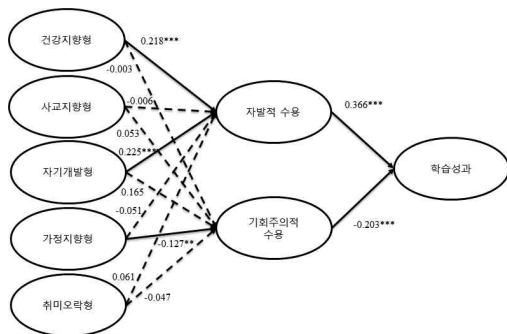 건강지향형
0.218***
-0.003
사교지향형
-0.006
자발적 수용
0.366***
0.053
0.225***
자기개발형
학습성과
0.165
-0.051
기회주의적
수용
가정지향형
-0.127**
-0.203***
0.061
취미오락형
-0.047